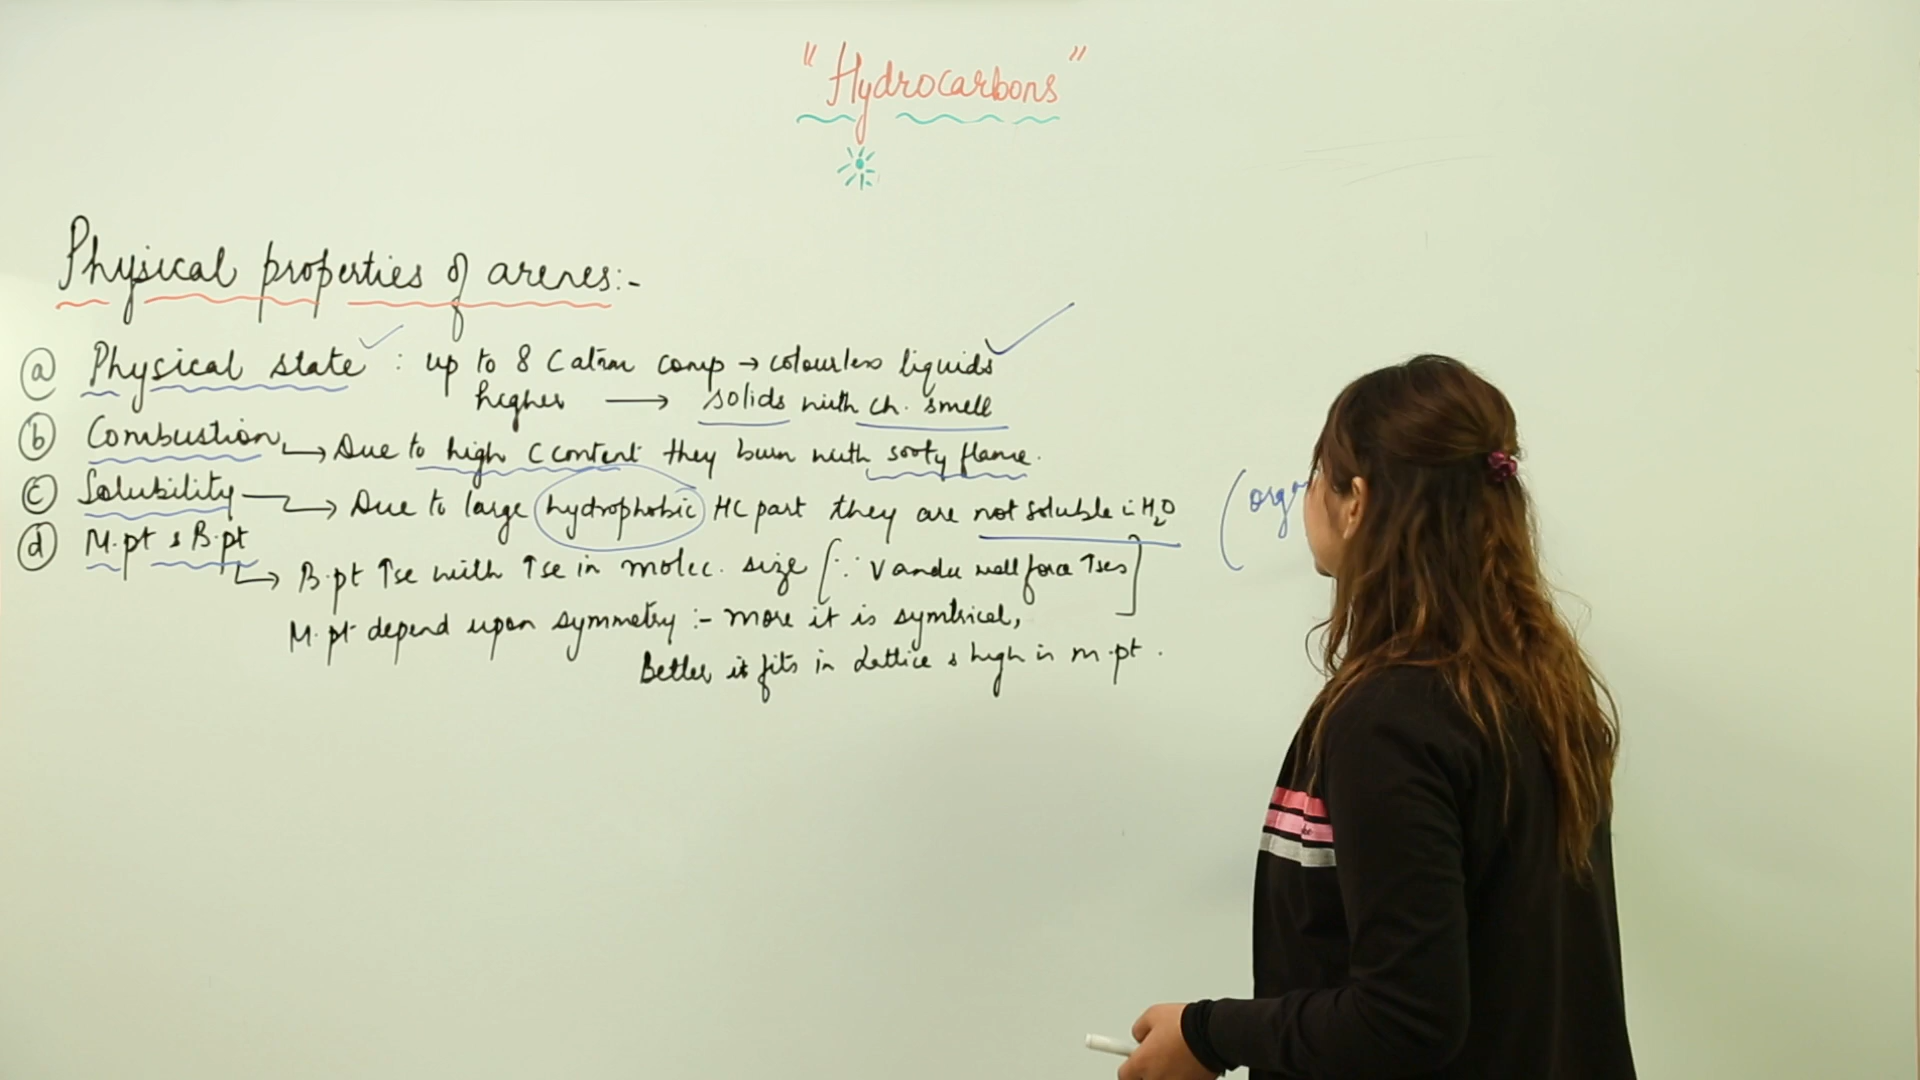 "Hydrocarbons"
Physical properties of arenes:-
(a) Physical state : up to 8 C atom comp → colourless liquids
higher → solids with ch. smell
(b) Combustion → Due to high C content they burn with sooty flame.
(c) Solubility → Due to large hydrophobic HC part they are not soluble i H₂O (org
(d) M.pt & B.pt
→ B.pt ↑se with ↑se in molec. size [∵ Vander wall force ↑ses]
M.pt depend upon symmetry :- more it is symtrical,
Better it fits in lattice & high in m.pt.